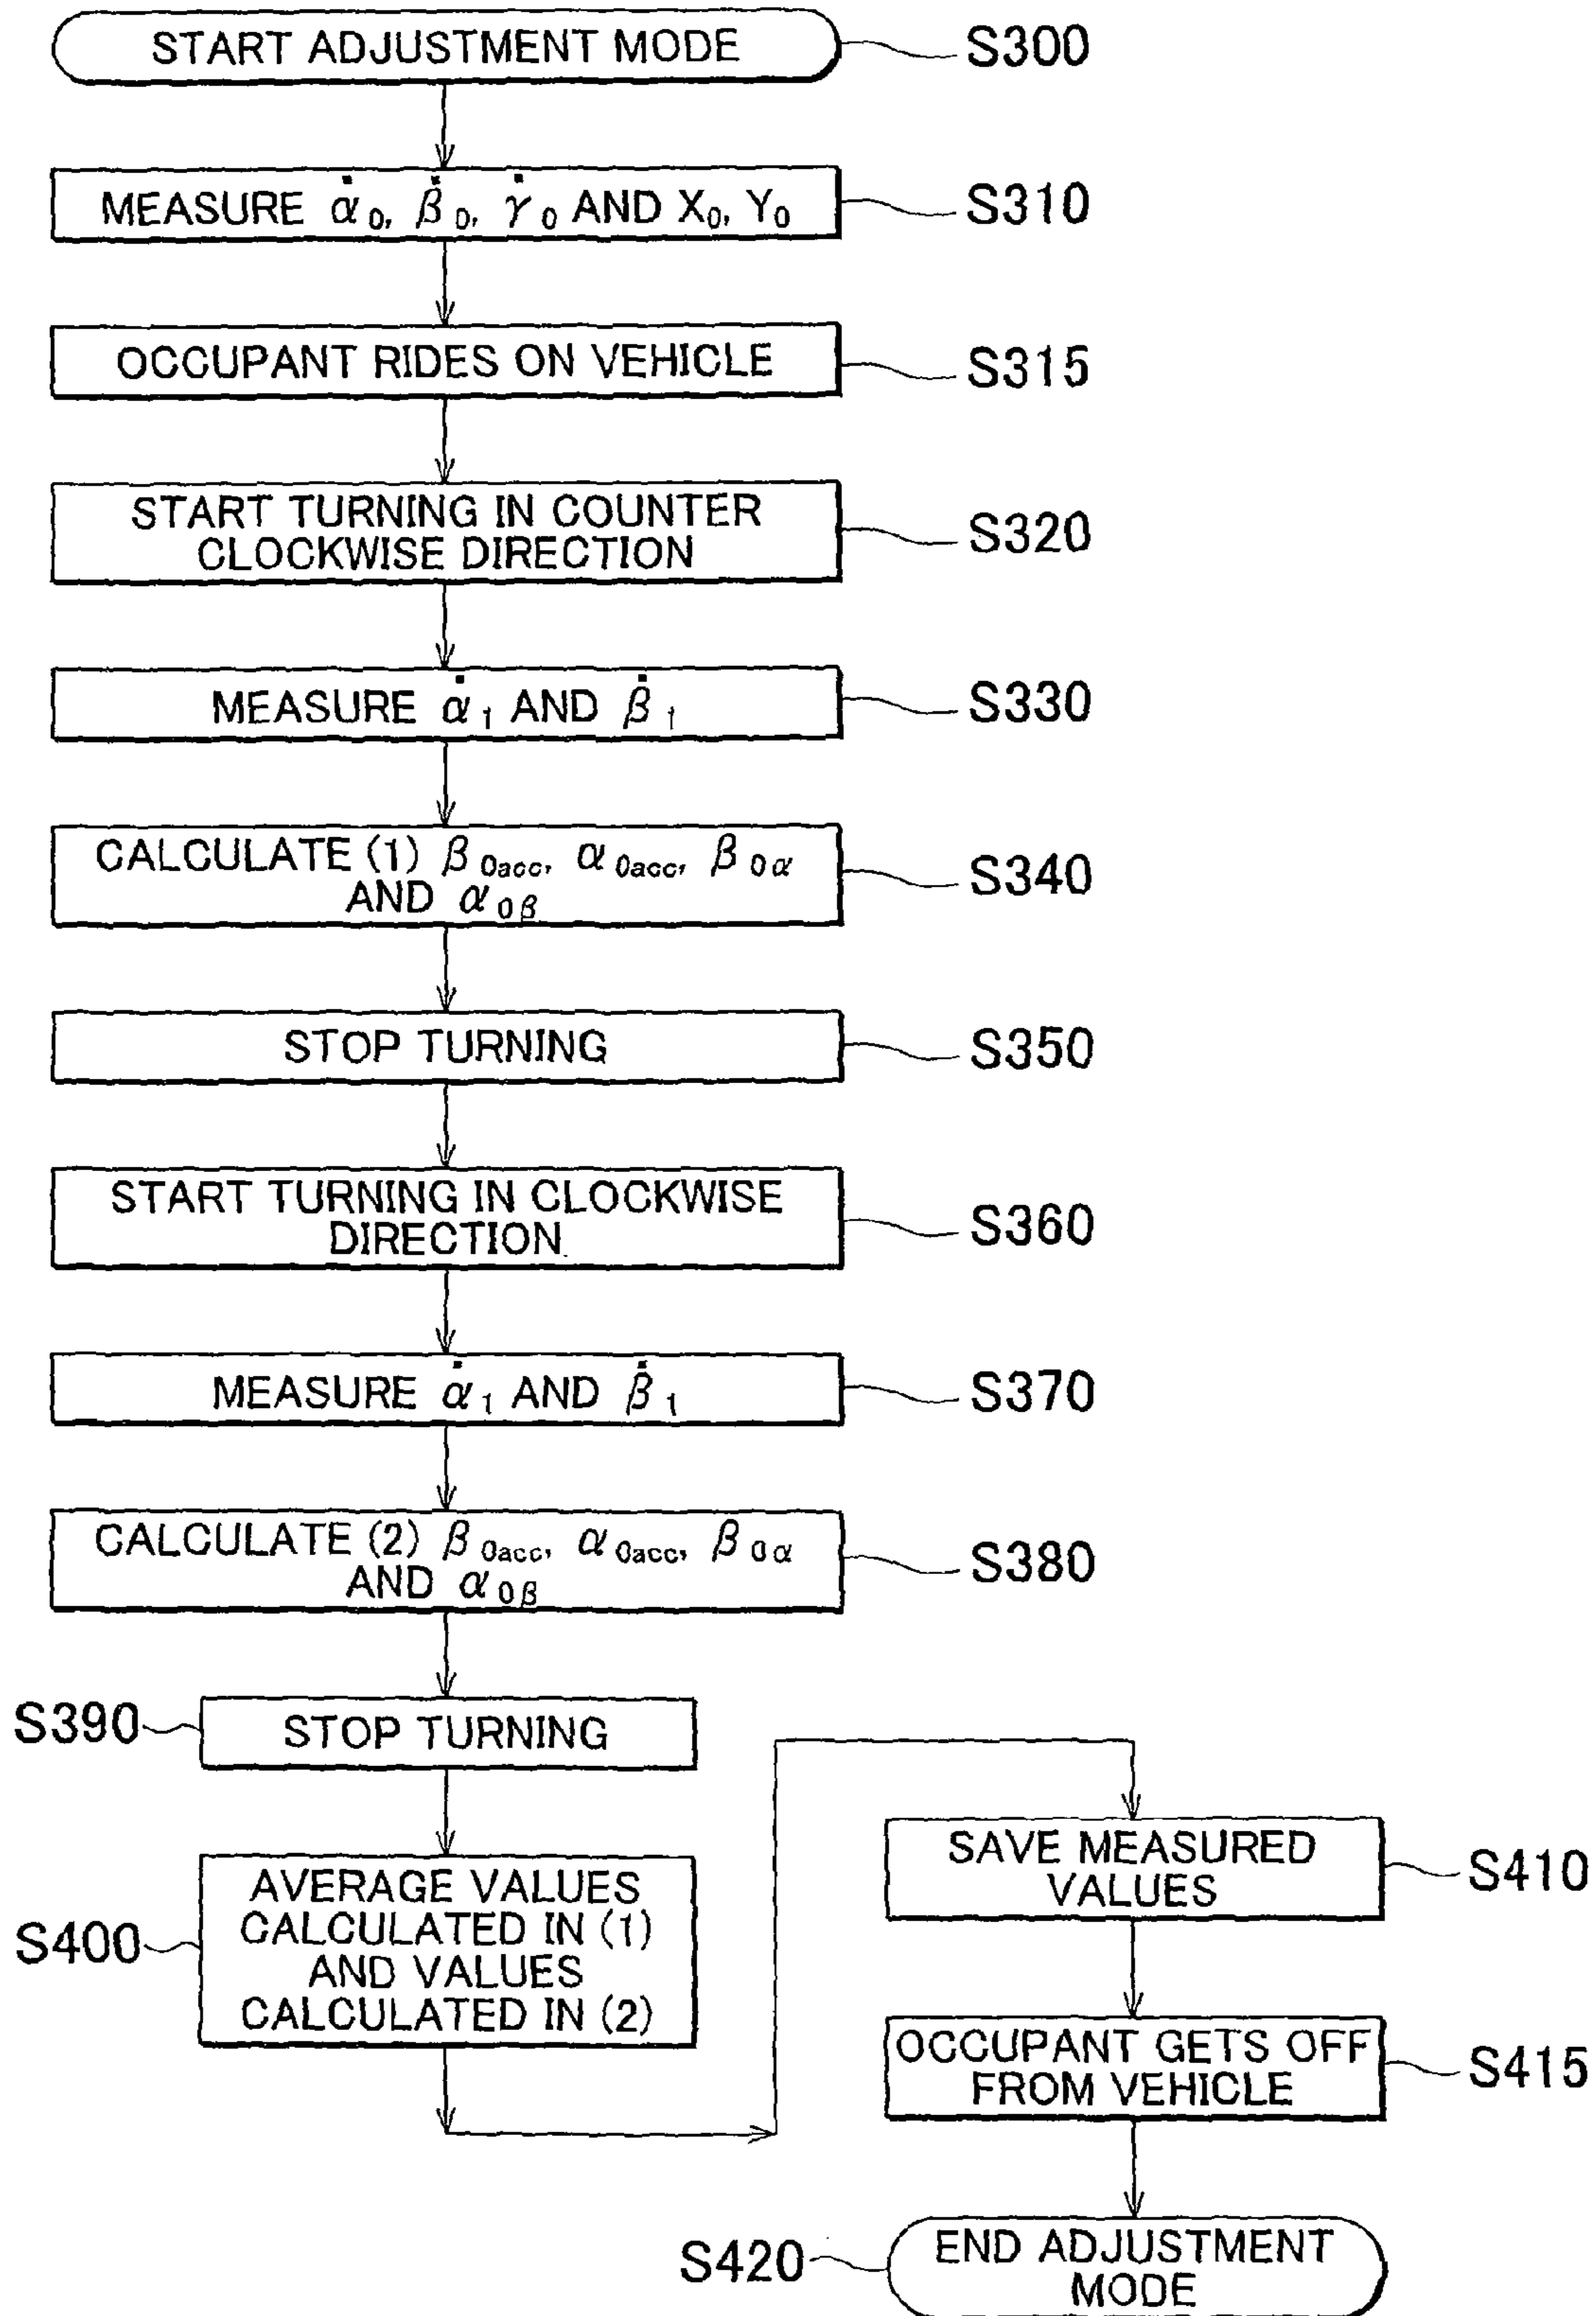 START ADJUSTMENT MODE S300
MEASURE α̇₀, β̇₀, γ̇₀ AND X₀, Y₀ S310
OCCUPANT RIDES ON VEHICLE S315
START TURNING IN COUNTER
CLOCKWISE DIRECTION S320
MEASURE α̇₁ AND β̇₁ S330
CALCULATE (1) β₀acc, α₀acc, β₀α
AND α₀β S340
STOP TURNING S350
START TURNING IN CLOCKWISE
DIRECTION S360
MEASURE α̇₁ AND β̇₁ S370
CALCULATE (2) β₀acc, α₀acc, β₀α
AND α₀β S380
S390 STOP TURNING
S400
AVERAGE VALUES
CALCULATED IN (1)
AND VALUES
CALCULATED IN (2)
SAVE MEASURED
VALUES S410
OCCUPANT GETS OFF
FROM VEHICLE S415
S420 END ADJUSTMENT
MODE